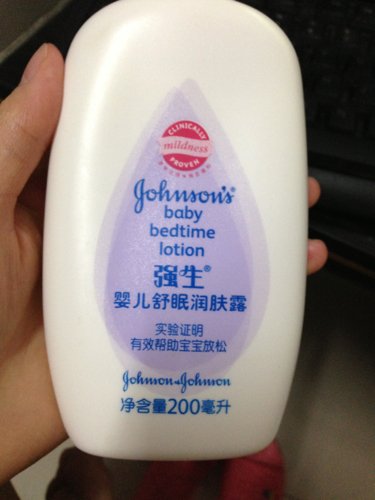 CLINICALLY
mildness
PROVEN
Johnson's®
baby
bedtime
lotion
强生®
婴儿舒眠润肤露
实验证明
有效帮助宝宝放松
Johnson & Johnson
净含量200毫升